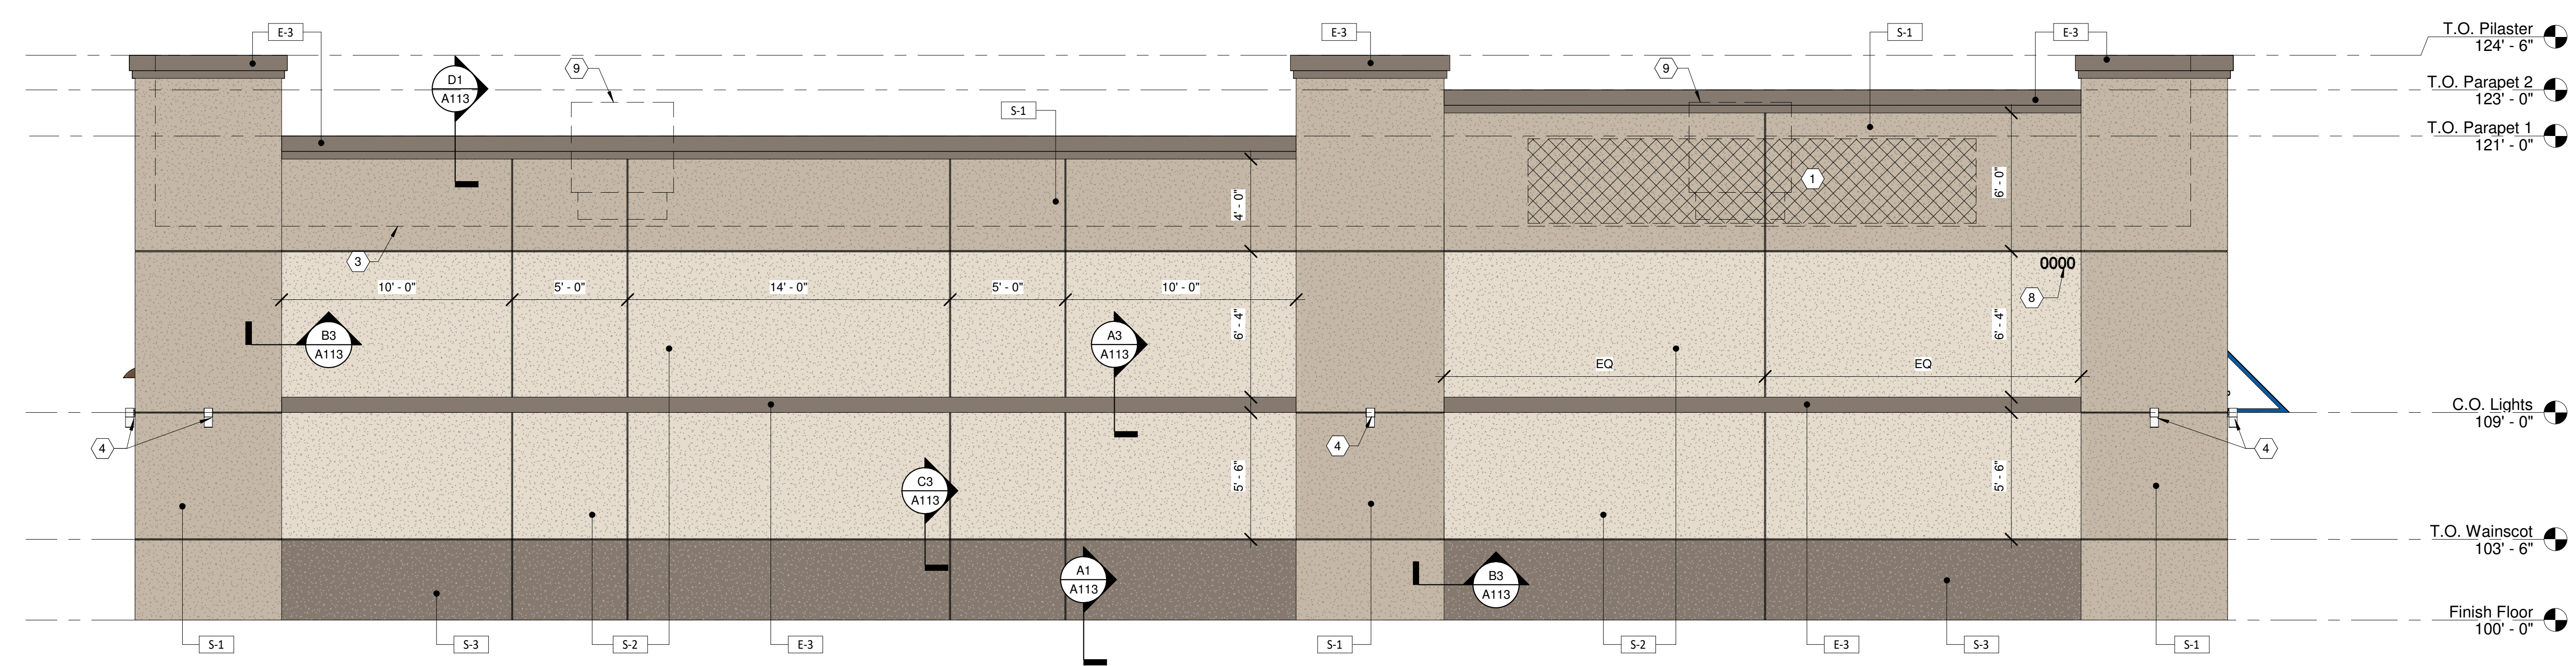 E-3
E-3
S-1
E-3
T.O. Pilaster
124' - 6"
D1
A113
9
9
T.O. Parapet 2
123' - 0"
S-1
T.O. Parapet 1
121' - 0"
1
4' - 0"
6' - 0"
3
0000
8
10' - 0"
5' - 0"
14' - 0"
5' - 0"
10' - 0"
6' - 4"
6' - 4"
B3
A113
A3
A113
EQ
EQ
C.O. Lights
109' - 0"
4
4
4
5' - 6"
5' - 6"
C3
A113
T.O. Wainscot
103' - 6"
A1
A113
B3
A113
Finish Floor
100' - 0"
S-1
S-3
S-2
E-3
S-1
S-2
E-3
S-3
S-1